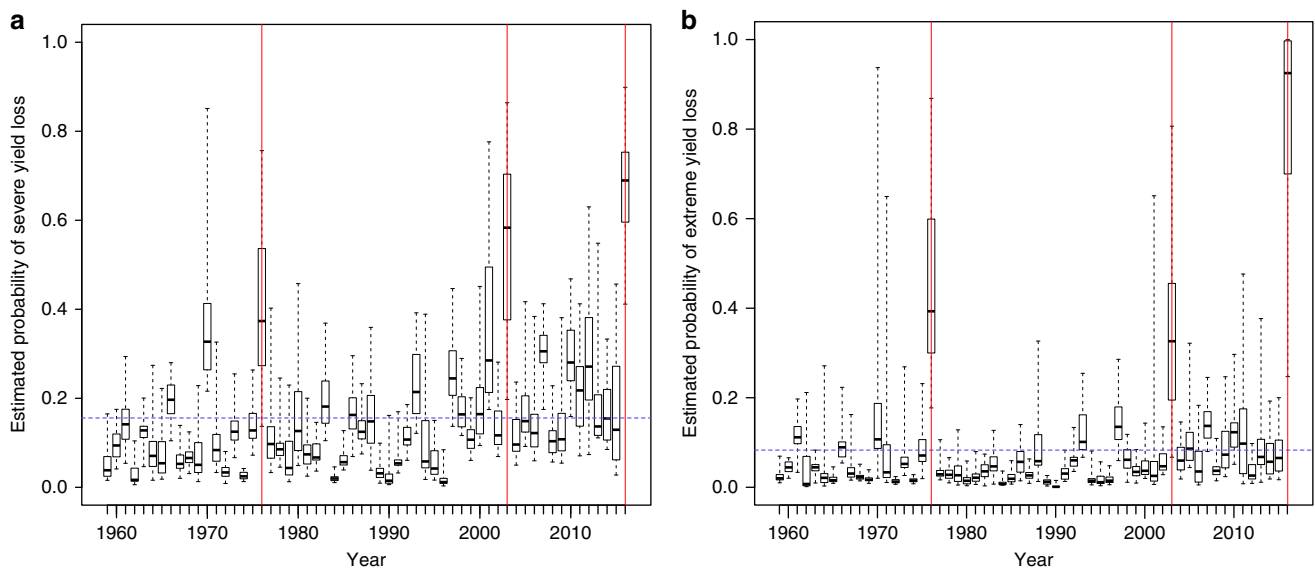 a
Estimated probability of severe yield loss
1.0
0.8
0.6
0.4
0.2
0.0
1960 1970 1980 1990 2000 2010
Year
b
Estimated probability of extreme yield loss
1.0
0.8
0.6
0.4
0.2
0.0
1960 1970 1980 1990 2000 2010
Year